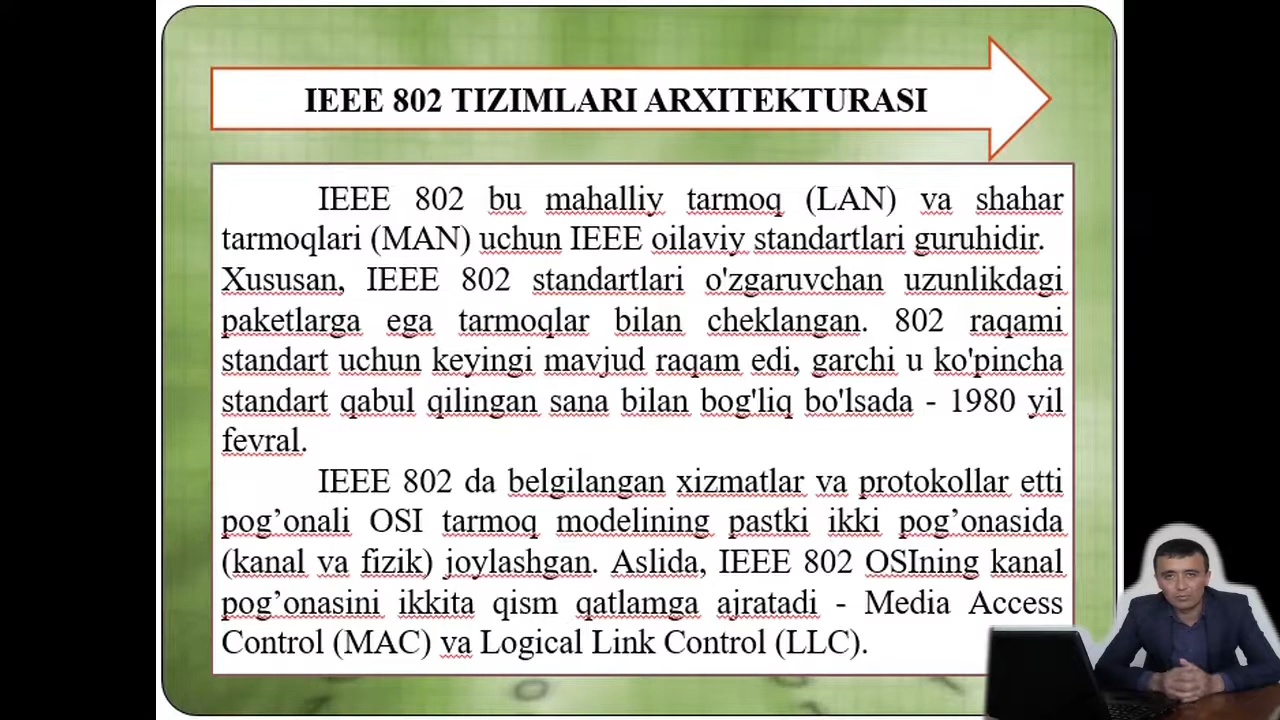 IEEE 802 TIZIMLARI ARXITEKTURASI
IEEE 802 bu mahalliy tarmoq (LAN) va shahar
tarmoqlari (MAN) uchun IEEE oilaviy standartlari guruhidir.
Xususan, IEEE 802 standartlari o'zgaruvchan uzunlikdagi
paketlarga ega tarmoqlar bilan cheklangan. 802 raqami
standart uchun keyingi mavjud raqam edi, garchi u ko'pincha
standart qabul qilingan sana bilan bog'liq bo'lsada - 1980 yil
fevral.
IEEE 802 da belgilangan xizmatlar va protokollar etti
pog’onali OSI tarmoq modelining pastki ikki pog’onasida
(kanal va fizik) joylashgan. Aslida, IEEE 802 OSIning kanal
pog’onasini ikkita qism qatlamga ajratadi - Media Access
Control (MAC) va Logical Link Control (LLC).